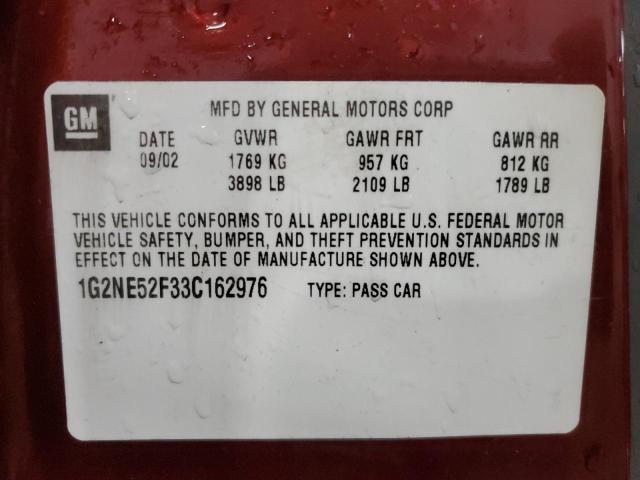 GM
MFD BY GENERAL MOTORS CORP
DATE GVWR GAWR FRT GAWR RR
09/02 1769 KG 957 KG 812 KG
3898 LB 2109 LB 1789 LB
THIS VEHICLE CONFORMS TO ALL APPLICABLE U.S. FEDERAL MOTOR
VEHICLE SAFETY, BUMPER, AND THEFT PREVENTION STANDARDS IN
EFFECT ON THE DATE OF MANUFACTURE SHOWN ABOVE.
1G2NE52F33C162976 TYPE: PASS CAR